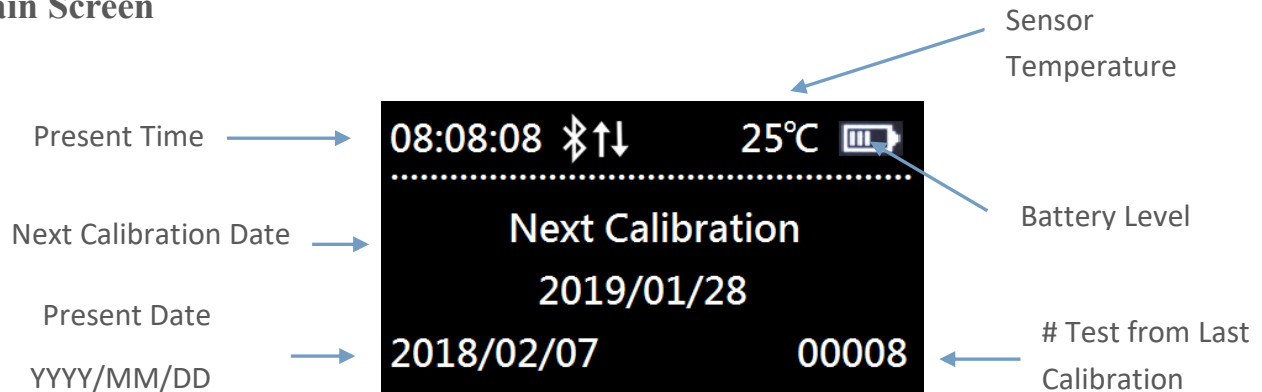 ain Screen
Sensor
Temperature
Present Time
08:08:08 25℃
Next Calibration Date
Next Calibration
Battery Level
2019/01/28
Present Date
YYYY/MM/DD
2018/02/07 00008
# Test from Last
Calibration